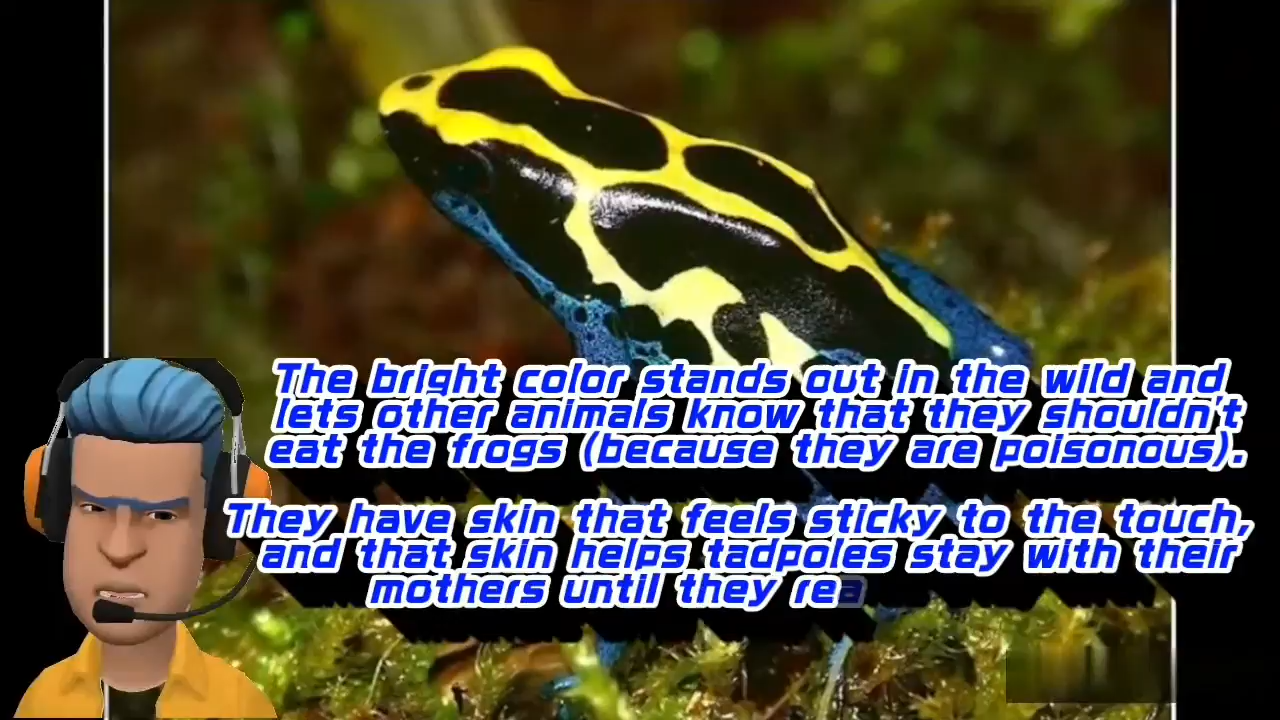 The bright color stands out in the wild and
lets other animals know that they shouldn't
eat the frogs (because they are poisonous).
They have skin that feels sticky to the touch,
and that skin helps tadpoles stay with their
mothers until they rea